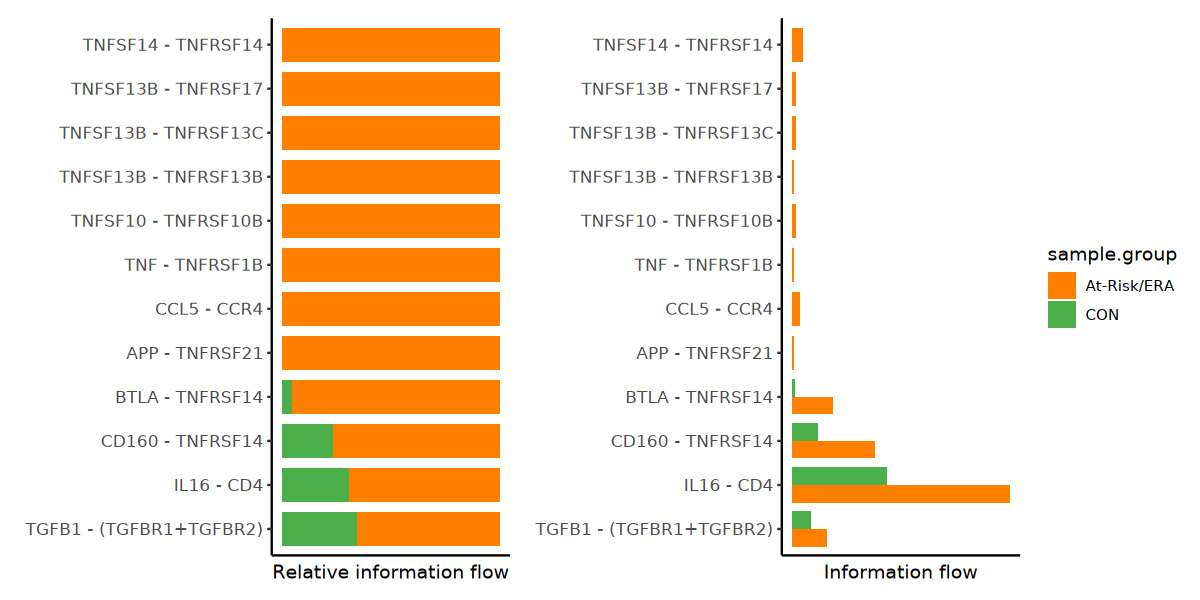 TNFSF14 - TNFRSF14
TNFSF13B - TNFRSF17
TNFSF13B - TNFRSF13C
TNFSF13B - TNFRSF13B
TNFSF10 - TNFRSF10B
TNF - TNFRSF1B
CCL5 - CCR4
APP - TNFRSF21
BTLA - TNFRSF14
CD160 - TNFRSF14
IL16 - CD4
TGFB1 - (TGFBR1+TGFBR2)
Relative information flow
TNFSF14 - TNFRSF14
TNFSF13B - TNFRSF17
TNFSF13B - TNFRSF13C
TNFSF13B - TNFRSF13B
TNFSF10 - TNFRSF10B
TNF - TNFRSF1B
CCL5 - CCR4
APP - TNFRSF21
BTLA - TNFRSF14
CD160 - TNFRSF14
IL16 - CD4
TGFB1 - (TGFBR1+TGFBR2)
Information flow
sample.group
At-Risk/ERA
CON